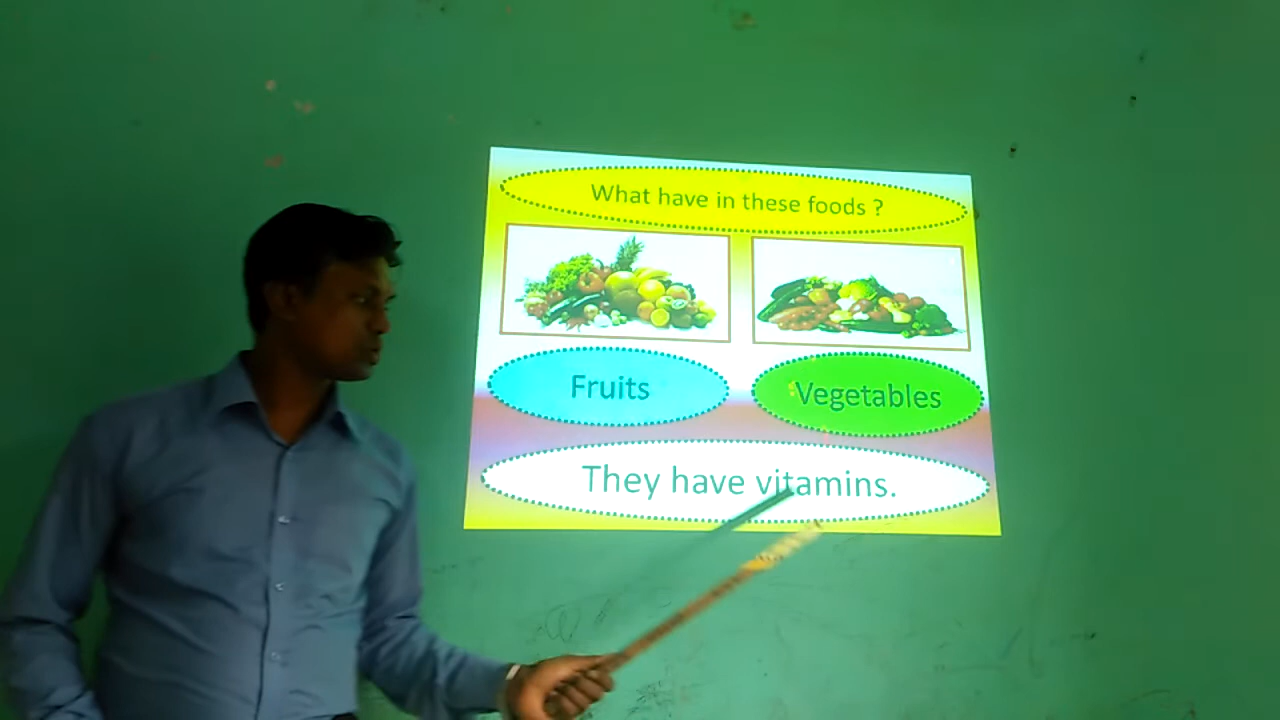 What have in these foods ?
Fruits
Vegetables
They have vitamins.